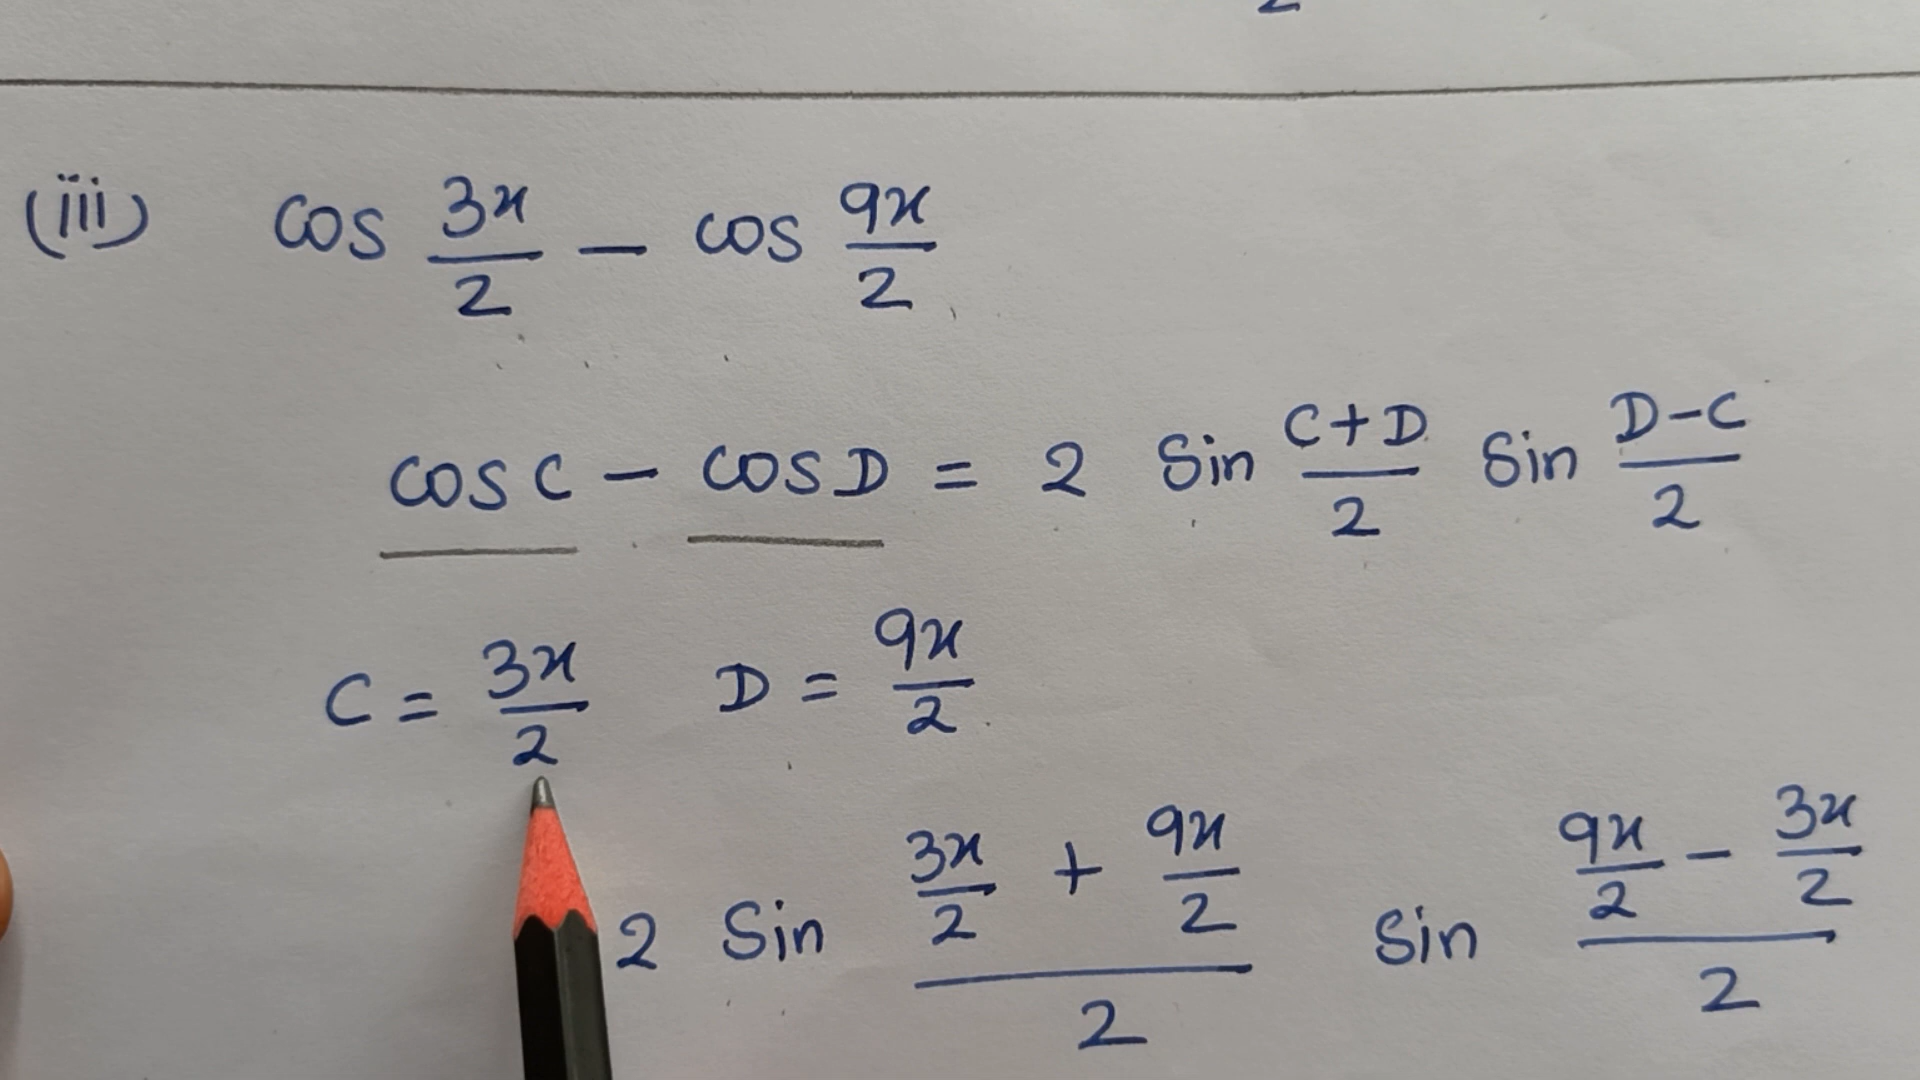 (iii) cos 3x/2 - cos 9x/2
cos C - cos D = 2 Sin C+D/2 Sin D-C/2
C = 3x/2 D = 9x/2
2 Sin (3x/2 + 9x/2)/2 Sin (9x/2 - 3x/2)/2